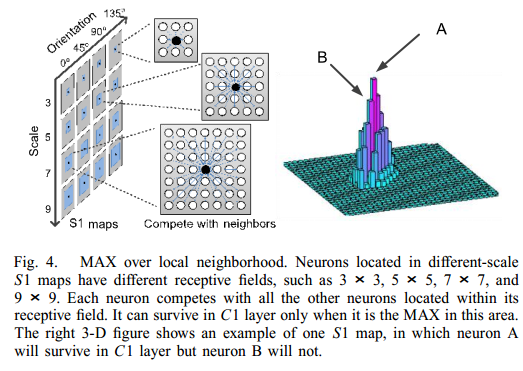 Orientation
0° 45° 90° 135°
Scale
3
5
7
9
S1 maps
Compete with neighbors
A
B
Fig. 4. MAX over local neighborhood. Neurons located in different-scale
S1 maps have different receptive fields, such as 3 × 3, 5 × 5, 7 × 7, and
9 × 9. Each neuron competes with all the other neurons located within its
receptive field. It can survive in C1 layer only when it is the MAX in this area.
The right 3-D figure shows an example of one S1 map, in which neuron A
will survive in C1 layer but neuron B will not.